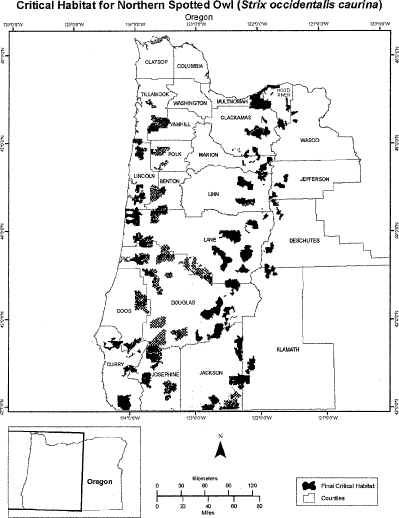 Critical Habitat for Northern Spotted Owl (Strix occidentalis caurina)
Oregon
CLATSOP
COLUMBIA
TILLAMOOK
WASHINGTON
MULTNOMAH
HOOD RIVER
YAMHILL
CLACKAMAS
WASCO
POLK
MARION
LINCOLN
BENTON
LINN
JEFFERSON
LANE
DESCHUTES
DOUGLAS
COOS
KLAMATH
CURRY
JOSEPHINE
JACKSON
N
Oregon
Kilometers
0 30 60 90 120
0 20 40 60 80
Miles
Final Critical Habitat
Counties